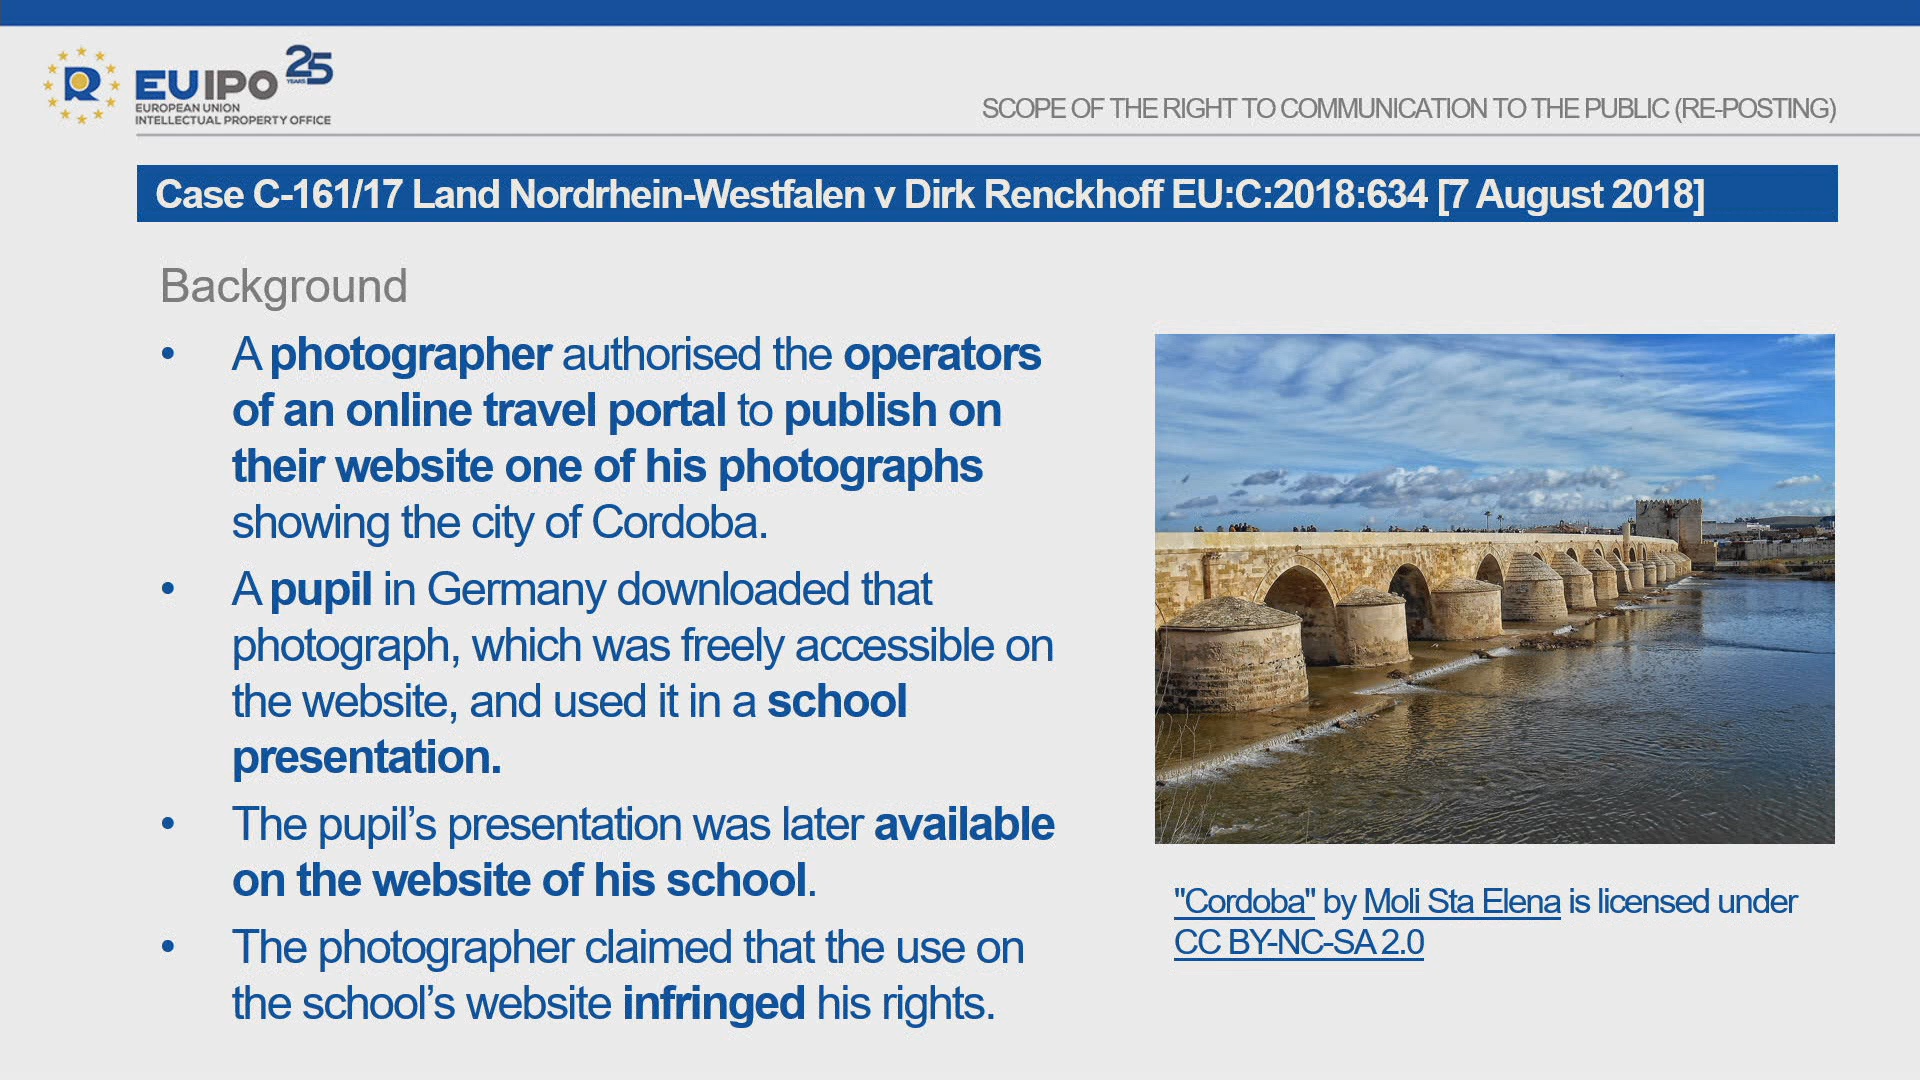 EUIPO 25 YEARS
EUROPEAN UNION
INTELLECTUAL PROPERTY OFFICE
SCOPE OF THE RIGHT TO COMMUNICATION TO THE PUBLIC (RE-POSTING)
Case C-161/17 Land Nordrhein-Westfalen v Dirk Renckhoff EU:C:2018:634 [7 August 2018]
Background
• A photographer authorised the operators
of an online travel portal to publish on
their website one of his photographs
showing the city of Cordoba.
• A pupil in Germany downloaded that
photograph, which was freely accessible on
the website, and used it in a school
presentation.
• The pupil’s presentation was later available
on the website of his school.
• The photographer claimed that the use on
the school’s website infringed his rights.
"Cordoba" by Moli Sta Elena is licensed under
CC BY-NC-SA 2.0